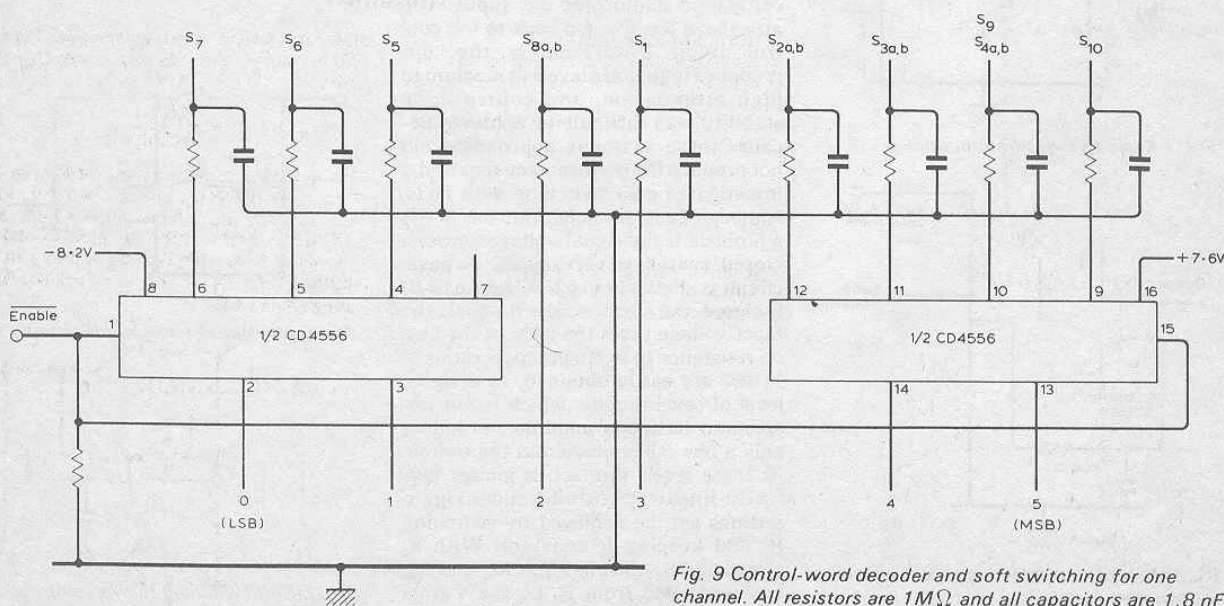 S7
S6
S5
S8a,b
S1
S2a,b
S3a,b
S9
S4a,b
S10
-8·2V
+7·6V
8
6
5
4
7
12
11
10
9
16
Enable
1
1/2 CD4556
1/2 CD4556
15
2
3
14
13
0
(LSB)
1
2
3
4
5
(MSB)
Fig. 9 Control-word decoder and soft switching for one
channel. All resistors are 1MΩ and all capacitors are 1.8 nF.